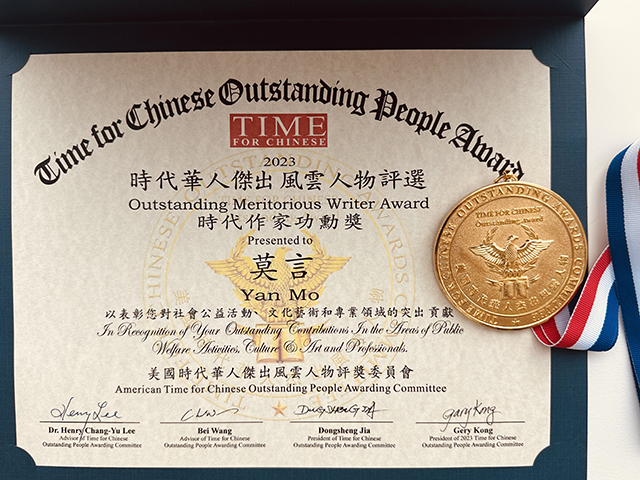 Time for Chinese Outstanding People Award
TIME
FOR CHINESE
2023
時代華人傑出風雲人物評選
Outstanding Meritorious Writer Award
時代作家功勳獎
Presented to
莫言
Yan Mo
以表彰您對社會公益活動、文化藝術和專業領域的突出貢獻
In Recognition of Your Outstanding Contributions In the Areas of Public
Welfare Activities, Culture & Art and Professionals.
美國時代華人傑出風雲人物評獎委員會
American Time for Chinese Outstanding People Awarding Committee
Henry Lee
Gary Kong
Dr. Henry Chang-Yu Lee
Advisor of Time for Chinese
Outstanding People Awarding Committee
Bei Wang
Advisor of Time for Chinese
Outstanding People Awarding Committee
Dongsheng Jia
President of Time for Chinese
Outstanding People Awarding Committee
Gery Kong
President of 2023 Time for Chinese
Outstanding People Awarding Committee
TIME FOR CHINESE
Outstanding Award